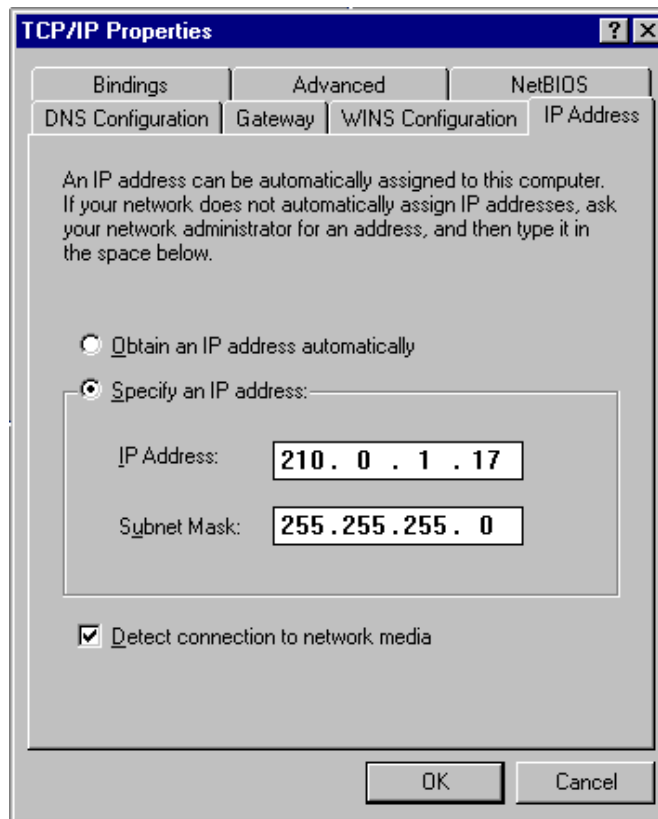 TCP/IP Properties
Bindings Advanced NetBIOS
DNS Configuration Gateway WINS Configuration IP Address
An IP address can be automatically assigned to this computer.
If your network does not automatically assign IP addresses, ask
your network administrator for an address, and then type it in
the space below.
Obtain an IP address automatically
Specify an IP address:
IP Address: 210. 0 . 1 . 17
Subnet Mask: 255.255.255. 0
Detect connection to network media
OK Cancel